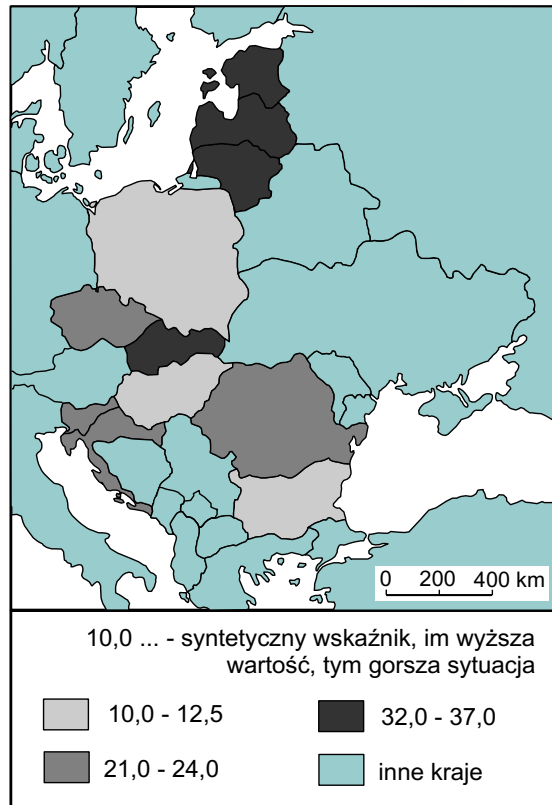 0 200 400 km
10,0 ... - syntetyczny wskaźnik, im wyższa
wartość, tym gorsza sytuacja
10,0 - 12,5
32,0 - 37,0
21,0 - 24,0
inne kraje